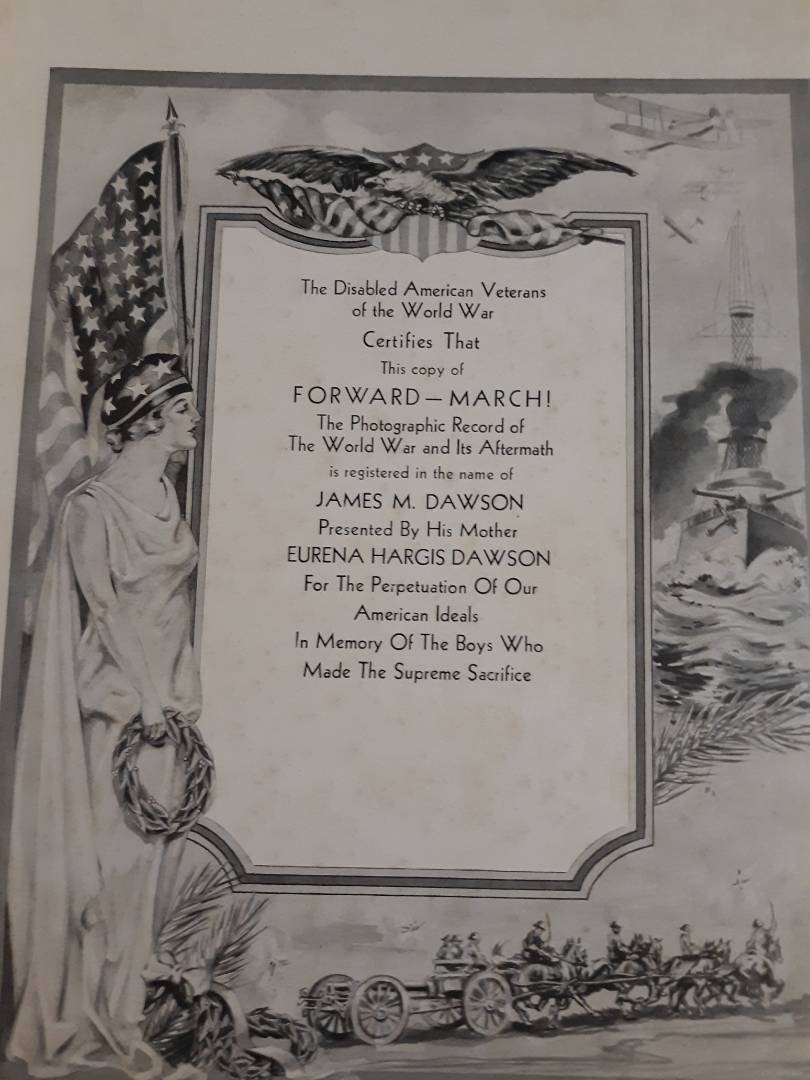 The Disabled American Veterans
of the World War
Certifies That
This copy of
FORWARD — MARCH!
The Photographic Record of
The World War and Its Aftermath
is registered in the name of
JAMES M. DAWSON
Presented By His Mother
EURENA HARGIS DAWSON
For The Perpetuation Of Our
American Ideals
In Memory Of The Boys Who
Made The Supreme Sacrifice